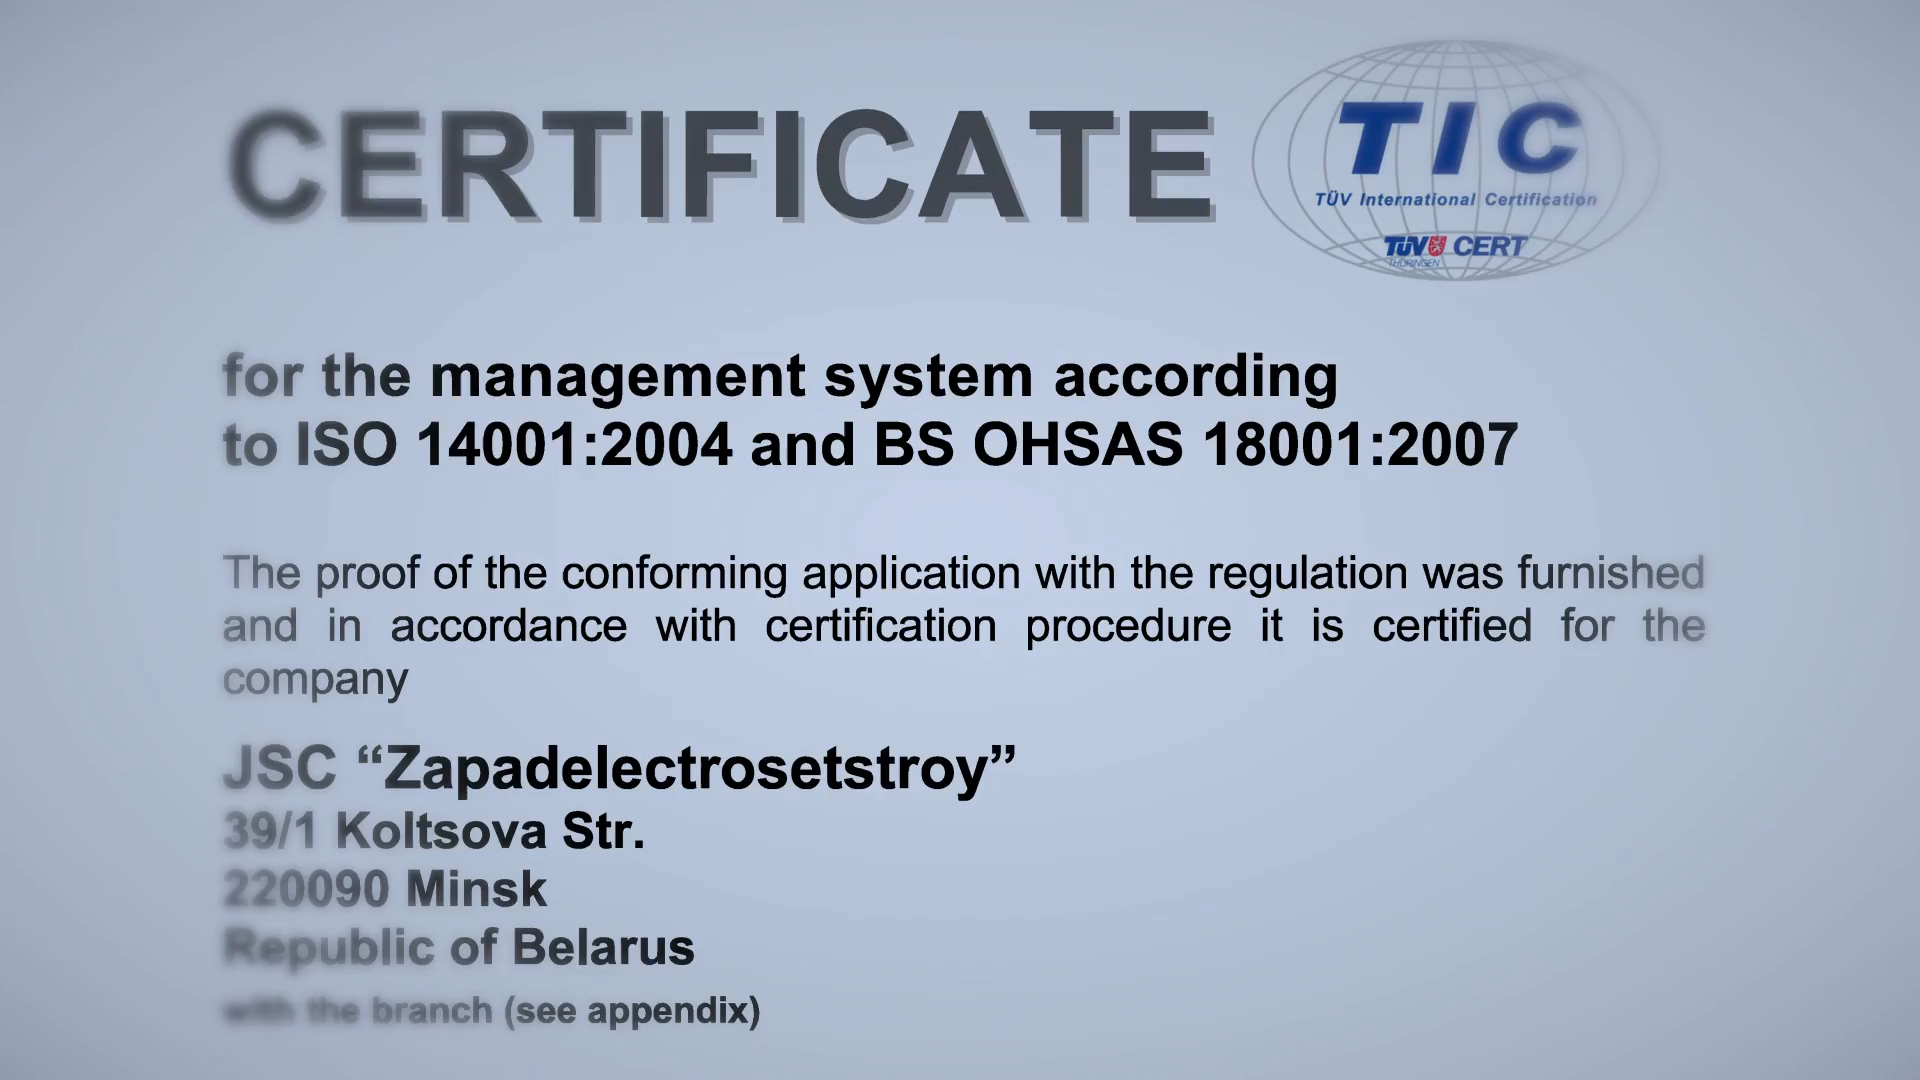 CERTIFICATE
TIC
TÜV International Certification
TÜV CERT
THÜRINGEN
for the management system according
to ISO 14001:2004 and BS OHSAS 18001:2007
The proof of the conforming application with the regulation was furnished
and in accordance with certification procedure it is certified for the
company
JSC “Zapadelectrosetstroy”
39/1 Koltsova Str.
220090 Minsk
Republic of Belarus
with the branch (see appendix)